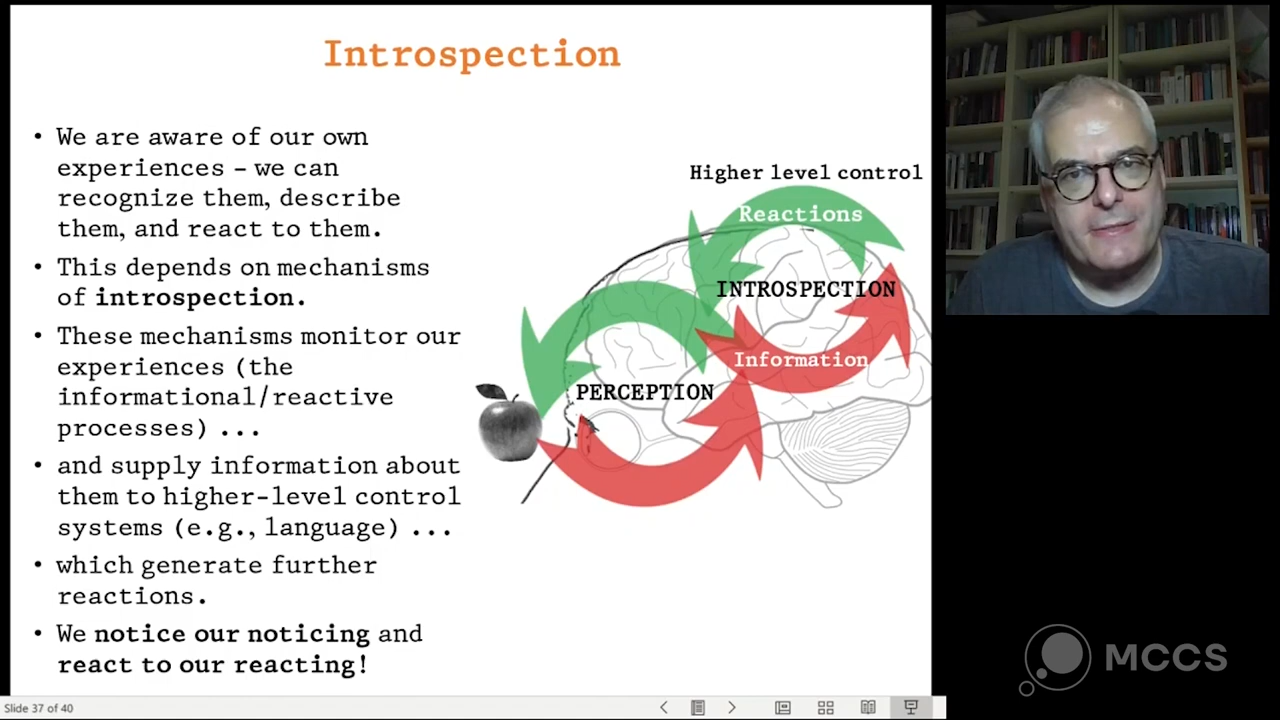 Introspection
• We are aware of our own
experiences – we can
recognize them, describe
them, and react to them.
• This depends on mechanisms
of introspection.
• These mechanisms monitor our
experiences (the
informational/reactive
processes) ...
• and supply information about
them to higher-level control
systems (e.g., language) ...
• which generate further
reactions.
• We notice our noticing and
react to our reacting!
Higher level control
Reactions
INTROSPECTION
Information
PERCEPTION
MCCS
Slide 37 of 40